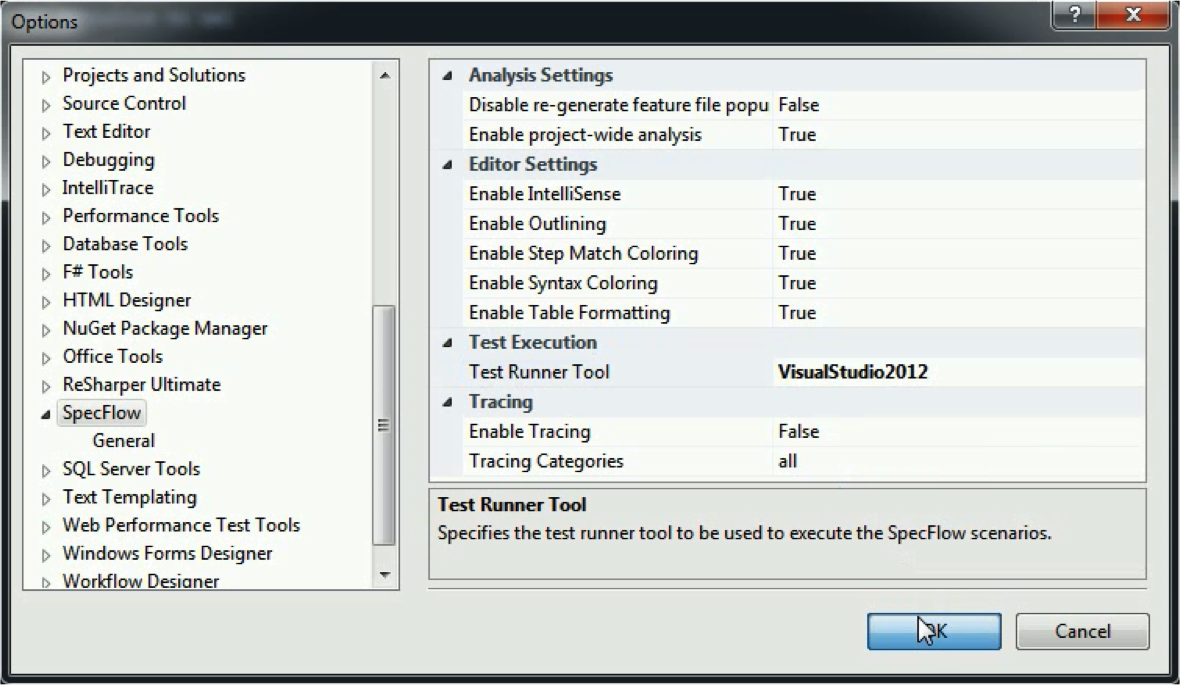 Options
?
X
Projects and Solutions
Source Control
Text Editor
Debugging
IntelliTrace
Performance Tools
Database Tools
F# Tools
HTML Designer
NuGet Package Manager
Office Tools
ReSharper Ultimate
SpecFlow
General
SQL Server Tools
Text Templating
Web Performance Test Tools
Windows Forms Designer
Workflow Designer
Analysis Settings
Disable re-generate feature file popu False
Enable project-wide analysis True
Editor Settings
Enable IntelliSense True
Enable Outlining True
Enable Step Match Coloring True
Enable Syntax Coloring True
Enable Table Formatting True
Test Execution
Test Runner Tool VisualStudio2012
Tracing
Enable Tracing False
Tracing Categories all
Test Runner Tool
Specifies the test runner tool to be used to execute the SpecFlow scenarios.
OK
Cancel